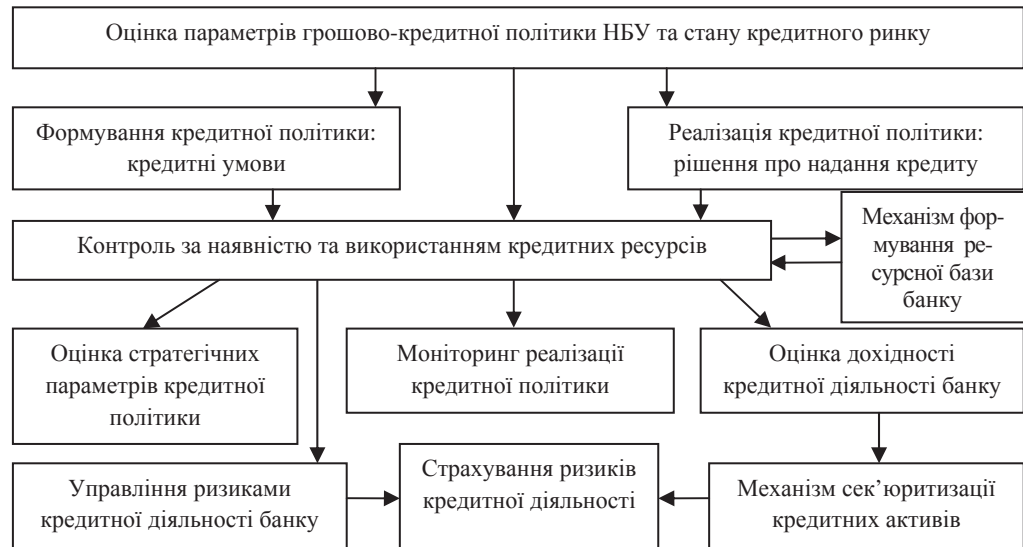 Оцінка параметрів грошово-кредитної політики НБУ та стану кредитного ринку
Формування кредитної політики:
кредитні умови
Реалізація кредитної політики:
рішення про надання кредиту
Контроль за наявністю та використанням кредитних ресурсів
Механізм фор-
мування ре-
сурсної бази
банку
Оцінка стратегічних
параметрів кредитної
політики
Моніторинг реалізації
кредитної політики
Оцінка дохідності
кредитної діяльності банку
Управління ризиками
кредитної діяльності банку
Страхування ризиків
кредитної діяльності
Механізм сек’юритизації
кредитних активів